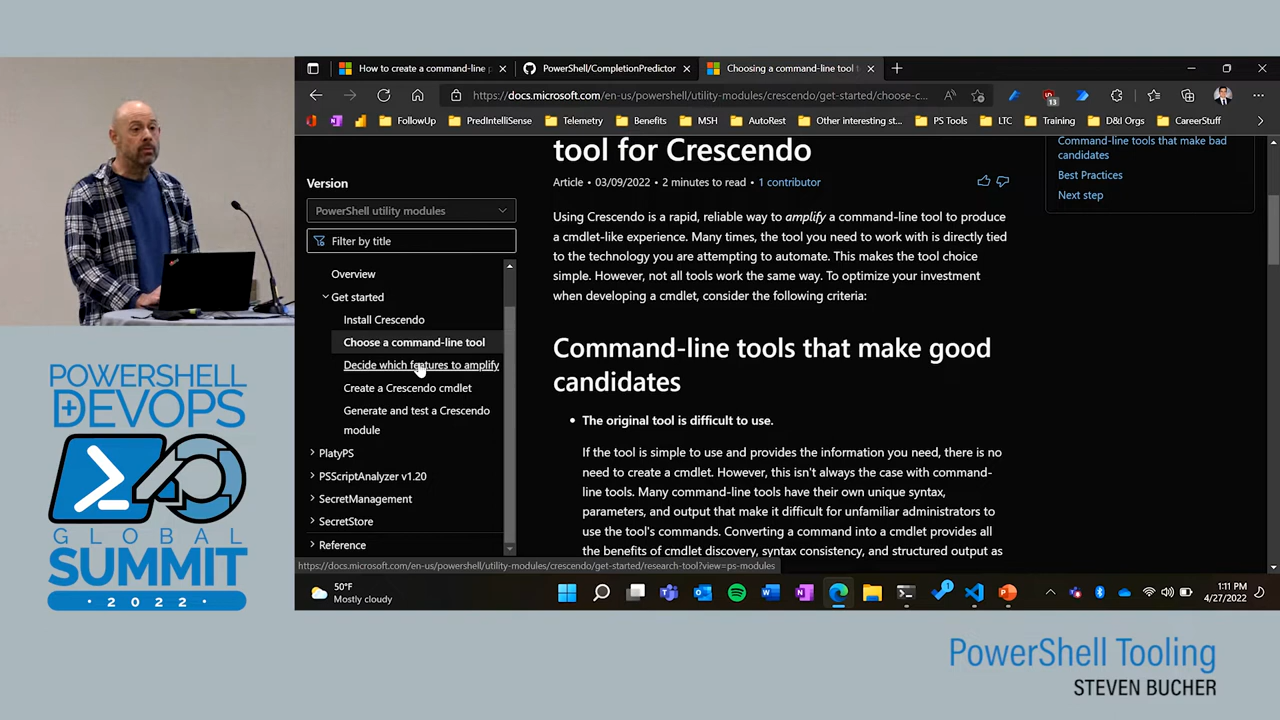 How to create a command-line p
PowerShell/CompletionPredictor
Choosing a command-line tool f
https://docs.microsoft.com/en-us/powershell/utility-modules/crescendo/get-started/choose-c...
13
FollowUp
PredIntelliSense
Telemetry
Benefits
MSH
AutoRest
Other interesting st...
PS Tools
LTC
Training
D&I Orgs
CareerStuff
Version
PowerShell utility modules
Filter by title
Overview
Get started
Install Crescendo
Choose a command-line tool
Decide which features to amplify
Create a Crescendo cmdlet
Generate and test a Crescendo
module
PlatyPS
PSScriptAnalyzer v1.20
SecretManagement
SecretStore
Reference
tool for Crescendo
Article • 03/09/2022 • 2 minutes to read • 1 contributor
Using Crescendo is a rapid, reliable way to amplify a command-line tool to produce
a cmdlet-like experience. Many times, the tool you need to work with is directly tied
to the technology you are attempting to automate. This makes the tool choice
simple. However, not all tools work the same way. To optimize your investment
when developing a cmdlet, consider the following criteria:
Command-line tools that make good
candidates
• The original tool is difficult to use.
If the tool is simple to use and provides the information you need, there is no
need to create a cmdlet. However, this isn't always the case with command-
line tools. Many command-line tools have their own unique syntax,
parameters, and output that make it difficult for unfamiliar administrators to
use the tool's commands. Converting a command into a cmdlet provides all
the benefits of cmdlet discovery, syntax consistency, and structured output as
Command-line tools that make bad
candidates
Best Practices
Next step
https://docs.microsoft.com/en-us/powershell/utility-modules/crescendo/get-started/research-tool?view=ps-modules
50°F
Mostly cloudy
1:11 PM
4/27/2022
POWERSHELL
DEVOPS
GLOBAL
SUMMIT
• 2022 •
PowerShell Tooling
STEVEN BUCHER